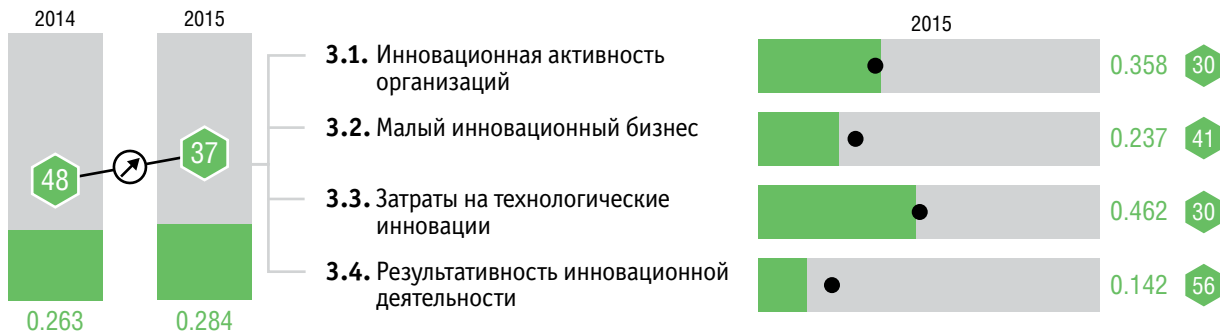 2014
2015
48
37
0.263
0.284
3.1. Инновационная активность
организаций
3.2. Малый инновационный бизнес
3.3. Затраты на технологические
инновации
3.4. Результативность инновационной
деятельности
2015
0.358 30
0.237 41
0.462 30
0.142 56